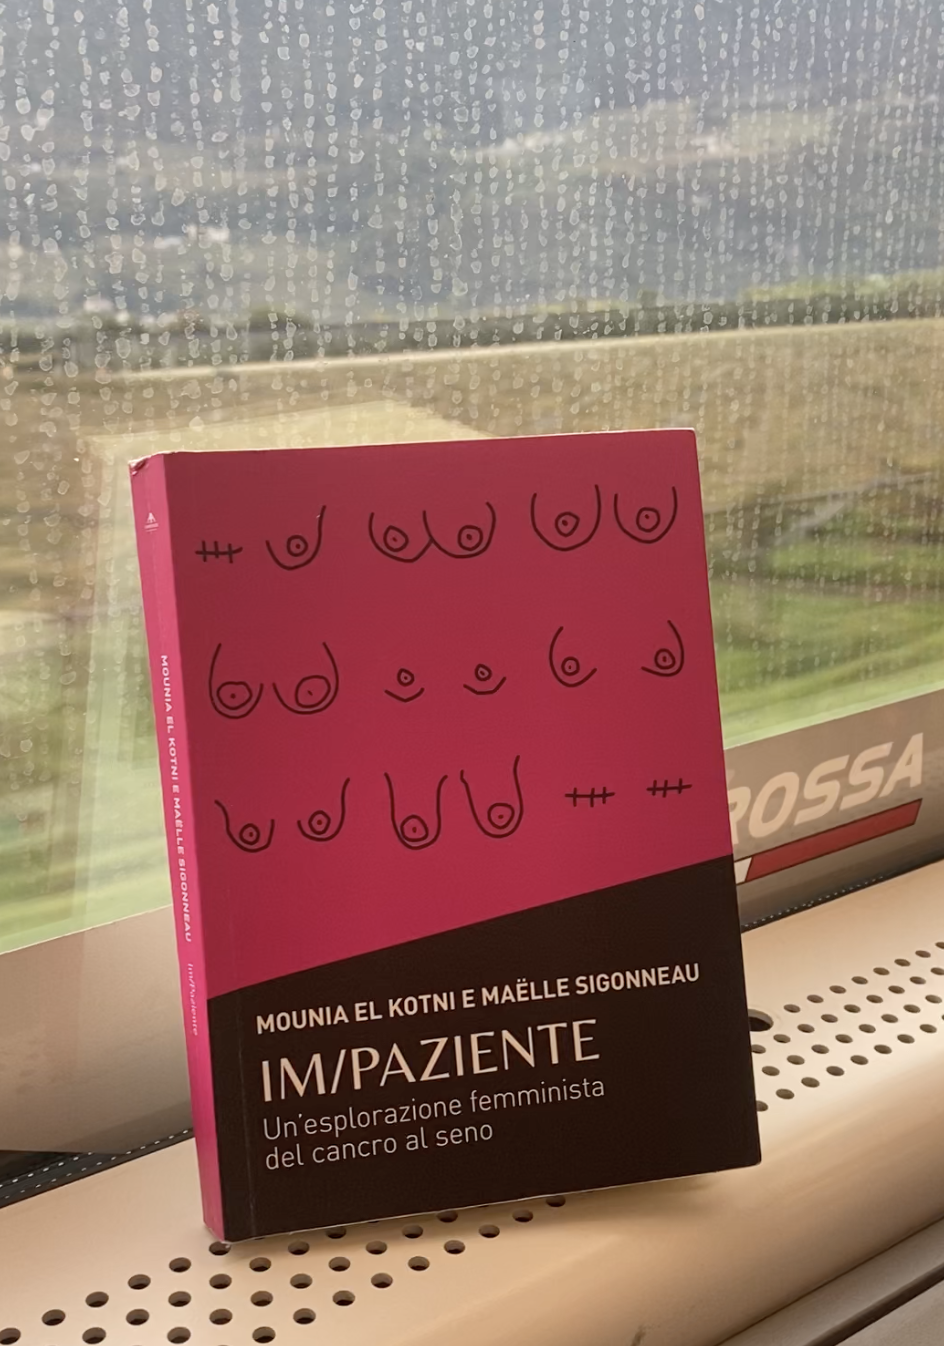 MOUNIA EL KOTNI E MAËLLE SIGONNEAU
IM/PAZIENTE
Un'esplorazione femminista
del cancro al seno
MOUNIA EL KOTNI E MAËLLE SIGONNEAU Im/Paziente
ROSSA